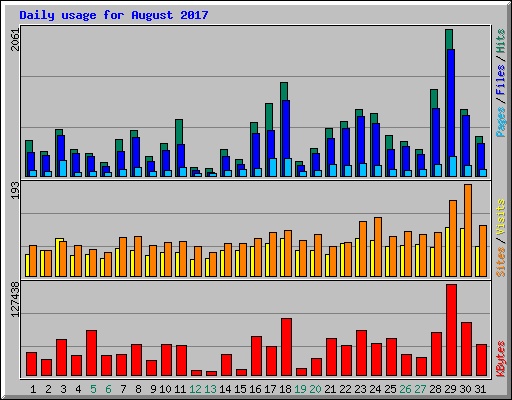 Daily usage for August 2017
2061
Pages / Files / Hits
193
Sites / Visits
127438
KBytes
1 2 3 4 5 6 7 8 9 10 11 12 13 14 15 16 17 18 19 20 21 22 23 24 25 26 27 28 29 30 31